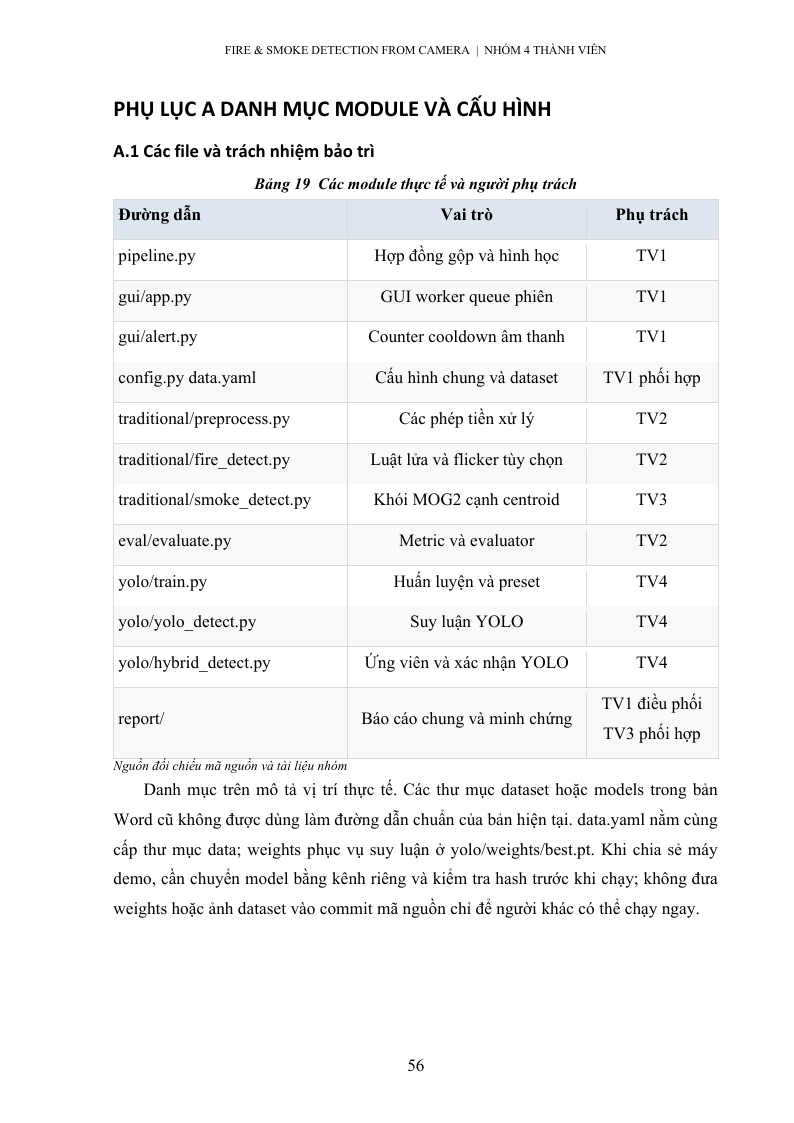 FIRE & SMOKE DETECTION FROM CAMERA | NHÓM 4 THÀNH VIÊN
PHỤ LỤC A DANH MỤC MODULE VÀ CẤU HÌNH
A.1 Các file và trách nhiệm bảo trì
Bảng 19 Các module thực tế và người phụ trách
Đường dẫn Vai trò Phụ trách
pipeline.py Hợp đồng gộp và hình học TV1
gui/app.py GUI worker queue phiên TV1
gui/alert.py Counter cooldown âm thanh TV1
config.py data.yaml Cấu hình chung và dataset TV1 phối hợp
traditional/preprocess.py Các phép tiền xử lý TV2
traditional/fire_detect.py Luật lửa và flicker tùy chọn TV2
traditional/smoke_detect.py Khói MOG2 cạnh centroid TV3
eval/evaluate.py Metric và evaluator TV2
yolo/train.py Huấn luyện và preset TV4
yolo/yolo_detect.py Suy luận YOLO TV4
yolo/hybrid_detect.py Ứng viên và xác nhận YOLO TV4
report/ Báo cáo chung và minh chứng TV1 điều phối
TV3 phối hợp
Nguồn đối chiếu mã nguồn và tài liệu nhóm
Danh mục trên mô tả vị trí thực tế. Các thư mục dataset hoặc models trong bản
Word cũ không được dùng làm đường dẫn chuẩn của bản hiện tại. data.yaml nằm cùng
cấp thư mục data; weights phục vụ suy luận ở yolo/weights/best.pt. Khi chia sẻ máy
demo, cần chuyển model bằng kênh riêng và kiểm tra hash trước khi chạy; không đưa
weights hoặc ảnh dataset vào commit mã nguồn chỉ để người khác có thể chạy ngay.
56